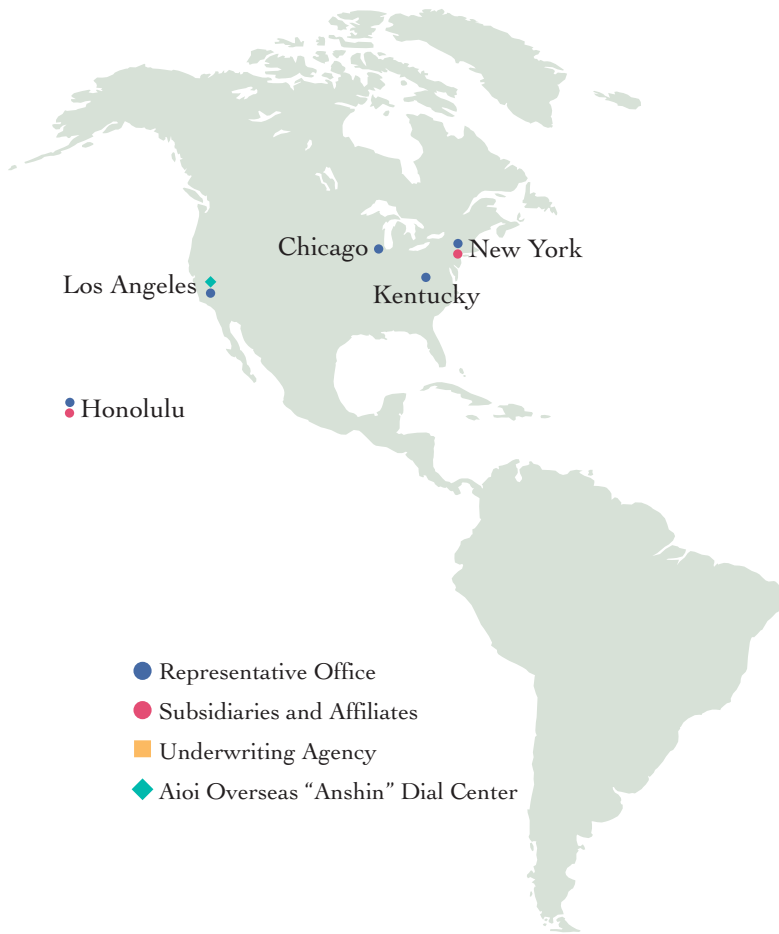 Chicago
New York
Los Angeles
Kentucky
Honolulu
Representative Office
Subsidiaries and Affiliates
Underwriting Agency
Aioi Overseas “Anshin” Dial Center